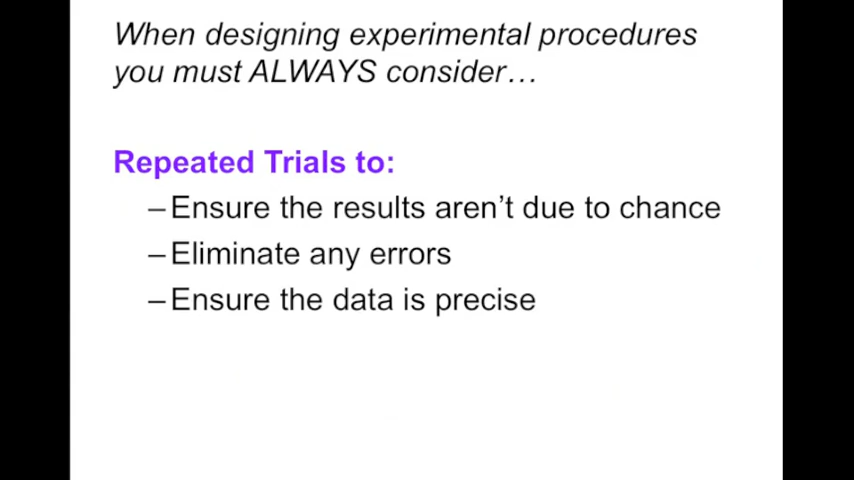 When designing experimental procedures
you must ALWAYS consider…
Repeated Trials to:
–Ensure the results aren’t due to chance
–Eliminate any errors
–Ensure the data is precise